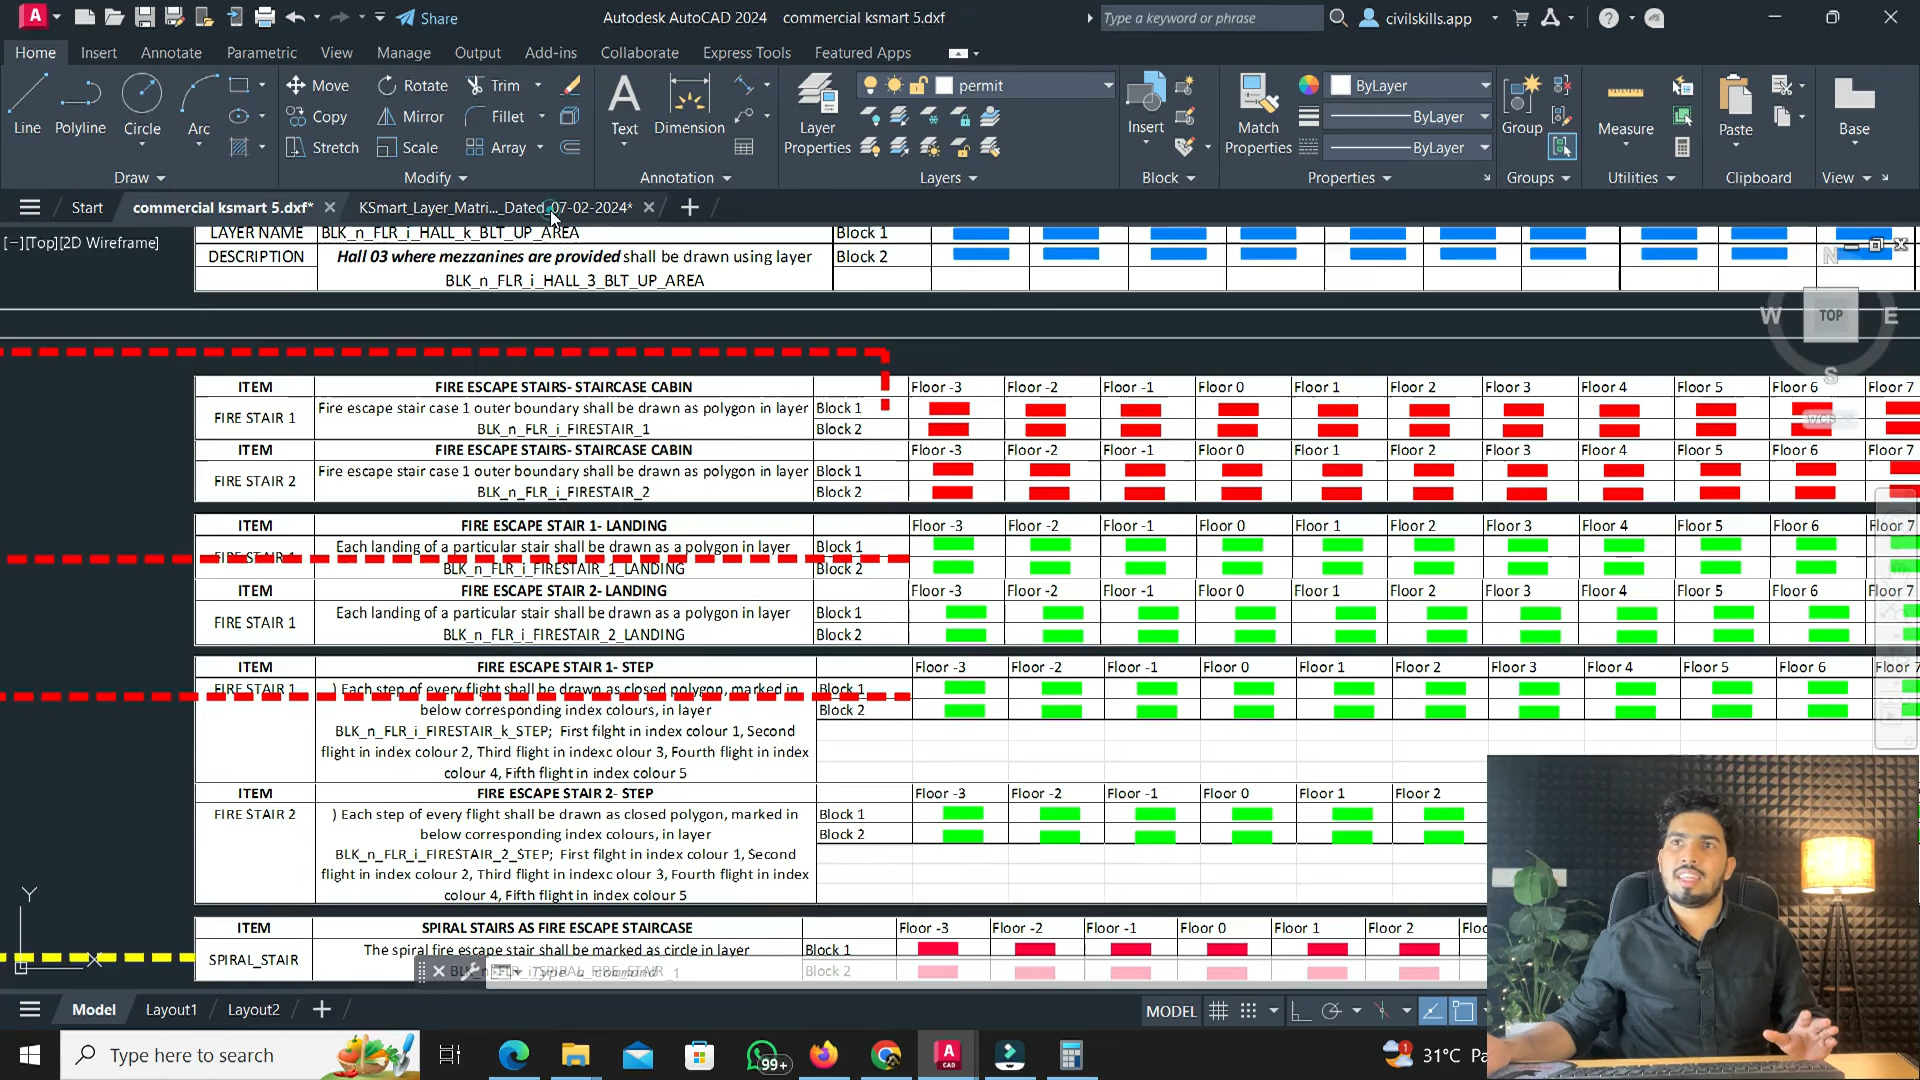 Share
Autodesk AutoCAD 2024 commercial ksmart 5.dxf
Type a keyword or phrase
civilskills.app
Home Insert Annotate Parametric View Manage Output Add-ins Collaborate Express Tools Featured Apps
Line Polyline Circle Arc
Move Rotate Trim
Copy Mirror Fillet
Stretch Scale Array
Text Dimension
Layer Properties
permit
Insert
Match Properties
ByLayer
ByLayer
ByLayer
Group Measure Paste Base
Draw Modify Annotation Layers Block Properties Groups Utilities View
Start commercial ksmart 5.dxf* KSmart_Layer_Matri..._Dated_07-02-2024*
[−][Top][2D Wireframe]
LAYER NAME BLK_n_FLR_i_HALL_k_BLT_UP_AREA Block 1
DESCRIPTION Hall 03 where mezzanines are provided shall be drawn using layer Block 2
BLK_n_FLR_i_HALL_3_BLT_UP_AREA
N
W TOP E
S
WCS
ITEM FIRE ESCAPE STAIRS- STAIRCASE CABIN Floor -3 Floor -2 Floor -1 Floor 0 Floor 1 Floor 2 Floor 3 Floor 4 Floor 5 Floor 6 Floor 7
FIRE STAIR 1 Fire escape stair case 1 outer boundary shall be drawn as polygon in layer Block 1
BLK_n_FLR_i_FIRESTAIR_1 Block 2
ITEM FIRE ESCAPE STAIRS- STAIRCASE CABIN Floor -3 Floor -2 Floor -1 Floor 0 Floor 1 Floor 2 Floor 3 Floor 4 Floor 5 Floor 6 Floor 7
FIRE STAIR 2 Fire escape stair case 1 outer boundary shall be drawn as polygon in layer Block 1
BLK_n_FLR_i_FIRESTAIR_2 Block 2
ITEM FIRE ESCAPE STAIR 1- LANDING Floor -3 Floor -2 Floor -1 Floor 0 Floor 1 Floor 2 Floor 3 Floor 4 Floor 5 Floor 6 Floor 7
FIRE STAIR 1 Each landing of a particular stair shall be drawn as a polygon in layer Block 1
BLK_n_FLR_i_FIRESTAIR_1_LANDING Block 2
ITEM FIRE ESCAPE STAIR 2- LANDING Floor -3 Floor -2 Floor -1 Floor 0 Floor 1 Floor 2 Floor 3 Floor 4 Floor 5 Floor 6 Floor 7
FIRE STAIR 1 Each landing of a particular stair shall be drawn as a polygon in layer Block 1
BLK_n_FLR_i_FIRESTAIR_2_LANDING Block 2
ITEM FIRE ESCAPE STAIR 1- STEP Floor -3 Floor -2 Floor -1 Floor 0 Floor 1 Floor 2 Floor 3 Floor 4 Floor 5 Floor 6 Floor 7
FIRE STAIR 1 ) Each step of every flight shall be drawn as closed polygon, marked in Block 1
below corresponding index colours, in layer Block 2
BLK_n_FLR_i_FIRESTAIR_k_STEP; First filght in index colour 1, Second
flight in index colour 2, Third flight in indexc olour 3, Fourth flight in index
colour 4, Fifth flight in index colour 5
ITEM FIRE ESCAPE STAIR 2- STEP Floor -3 Floor -2 Floor -1 Floor 0 Floor 1 Floor 2
FIRE STAIR 2 ) Each step of every flight shall be drawn as closed polygon, marked in Block 1
below corresponding index colours, in layer Block 2
BLK_n_FLR_i_FIRESTAIR_2_STEP; First filght in index colour 1, Second
flight in index colour 2, Third flight in indexc olour 3, Fourth flight in index
colour 4, Fifth flight in index colour 5
Y
X
ITEM SPIRAL STAIRS AS FIRE ESCAPE STAIRCASE Floor -3 Floor -2 Floor -1 Floor 0 Floor 1 Floor 2
SPIRAL_STAIR The spiral fire escape stair shall be marked as circle in layer Block 1
BLK_n_FLR_i_SPIRAL_FIRE_STAIR_1 Block 2
Type a command
Model Layout1 Layout2 MODEL
Type here to search
99+
A CAD
1
31°C